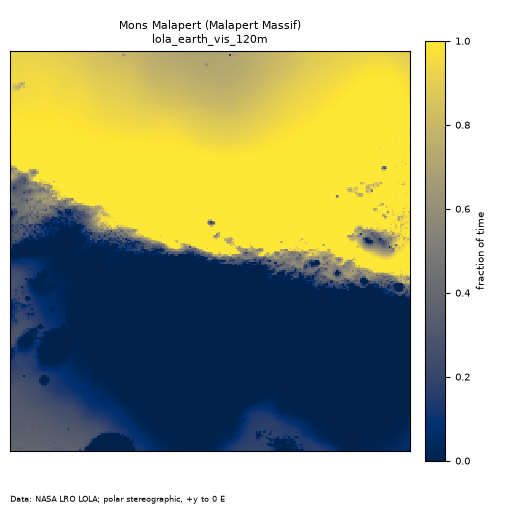 Mons Malapert (Malapert Massif)
lola_earth_vis_120m
1.0
0.8
0.6
0.4
0.2
0.0
fraction of time
Data: NASA LRO LOLA; polar stereographic, +y to 0 E